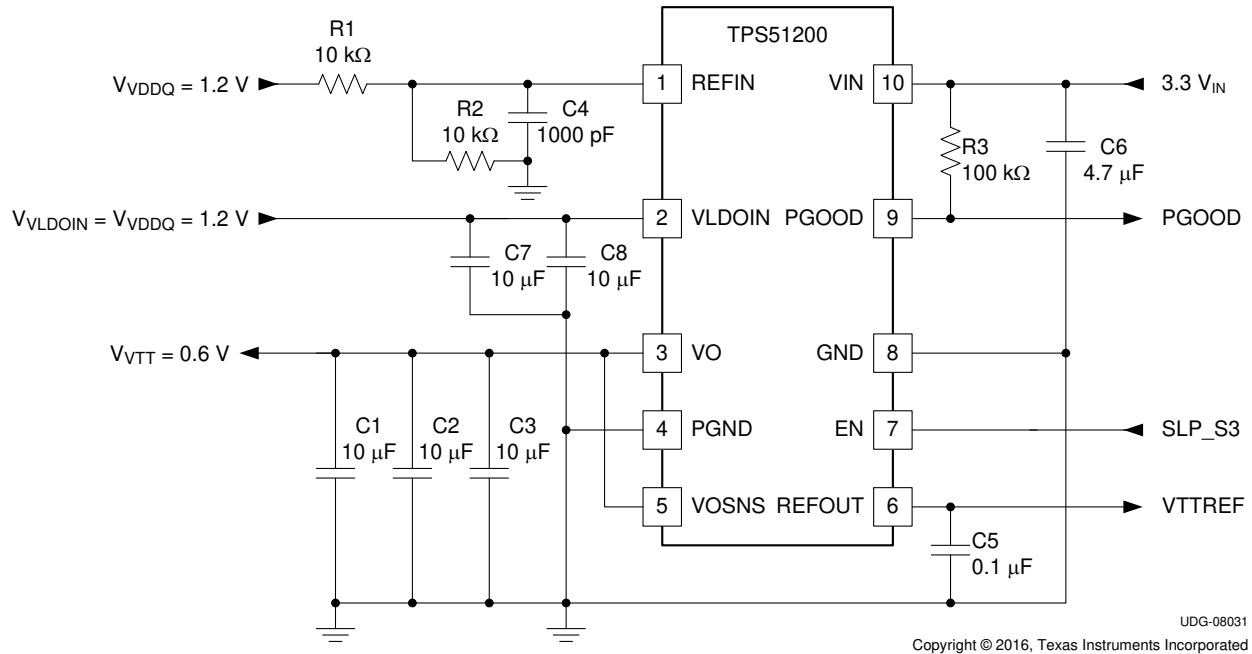 TPS51200
R1
10 kΩ
V_VDDQ = 1.2 V
1
REFIN
VIN
10
3.3 V_IN
R2
10 kΩ
C4
1000 pF
R3
100 kΩ
C6
4.7 μF
V_VLDOIN = V_VDDQ = 1.2 V
2
VLDOIN
PGOOD
9
PGOOD
C7
10 μF
C8
10 μF
V_VTT = 0.6 V
3
VO
GND
8
C1
10 μF
C2
10 μF
C3
10 μF
4
PGND
EN
7
SLP_S3
5
VOSNS
REFOUT
6
VTTREF
C5
0.1 μF
UDG-08031
Copyright © 2016, Texas Instruments Incorporated